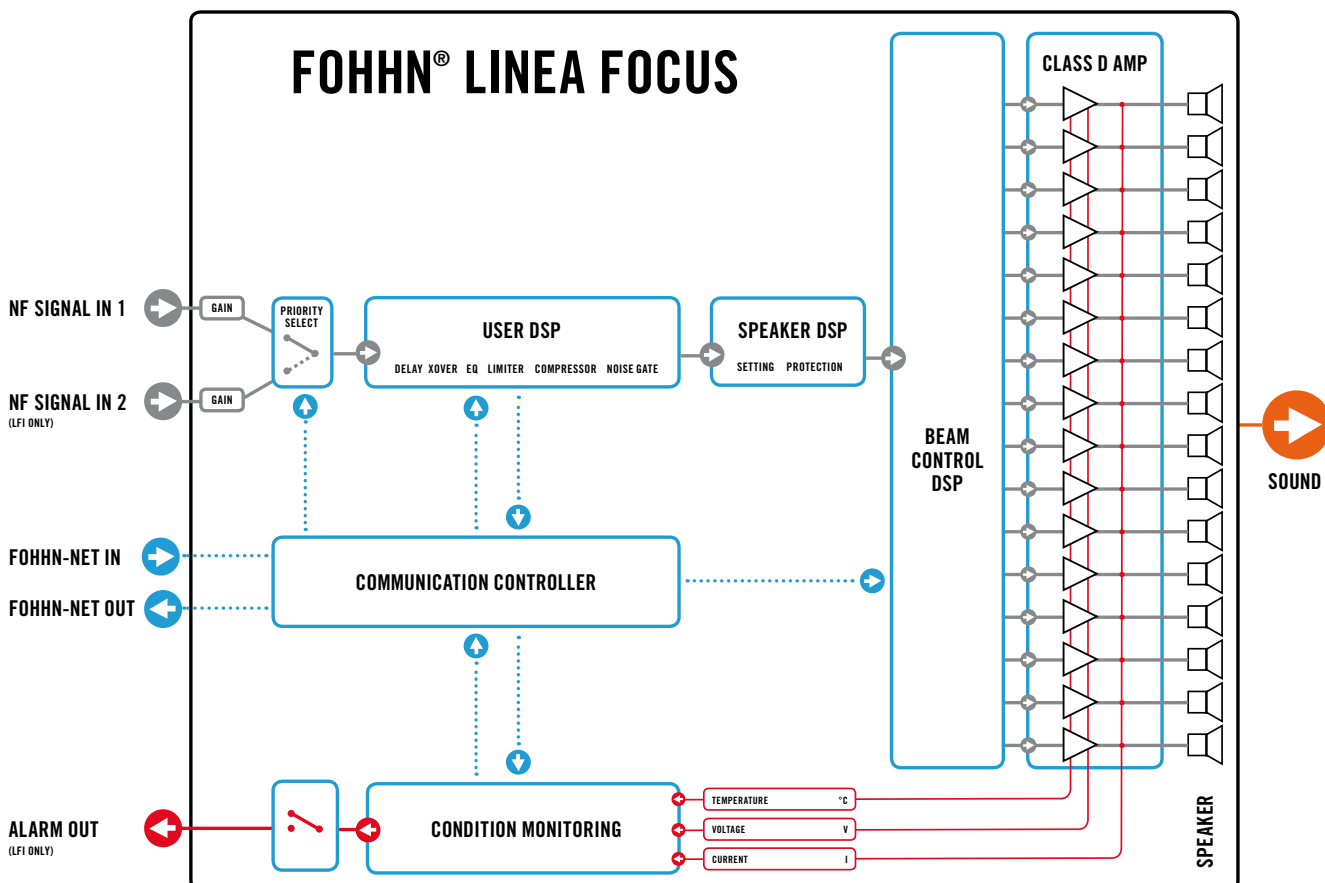 FOHHN® LINEA FOCUS
CLASS D AMP
NF SIGNAL IN 1
GAIN
PRIORITY
SELECT
USER DSP
DELAY XOVER EQ LIMITER COMPRESSOR NOISE GATE
SPEAKER DSP
SETTING PROTECTION
NF SIGNAL IN 2
(LFI ONLY)
GAIN
BEAM
CONTROL
DSP
SOUND
FOHHN-NET IN
FOHHN-NET OUT
COMMUNICATION CONTROLLER
ALARM OUT
(LFI ONLY)
CONDITION MONITORING
TEMPERATURE °C
VOLTAGE V
CURRENT I
SPEAKER